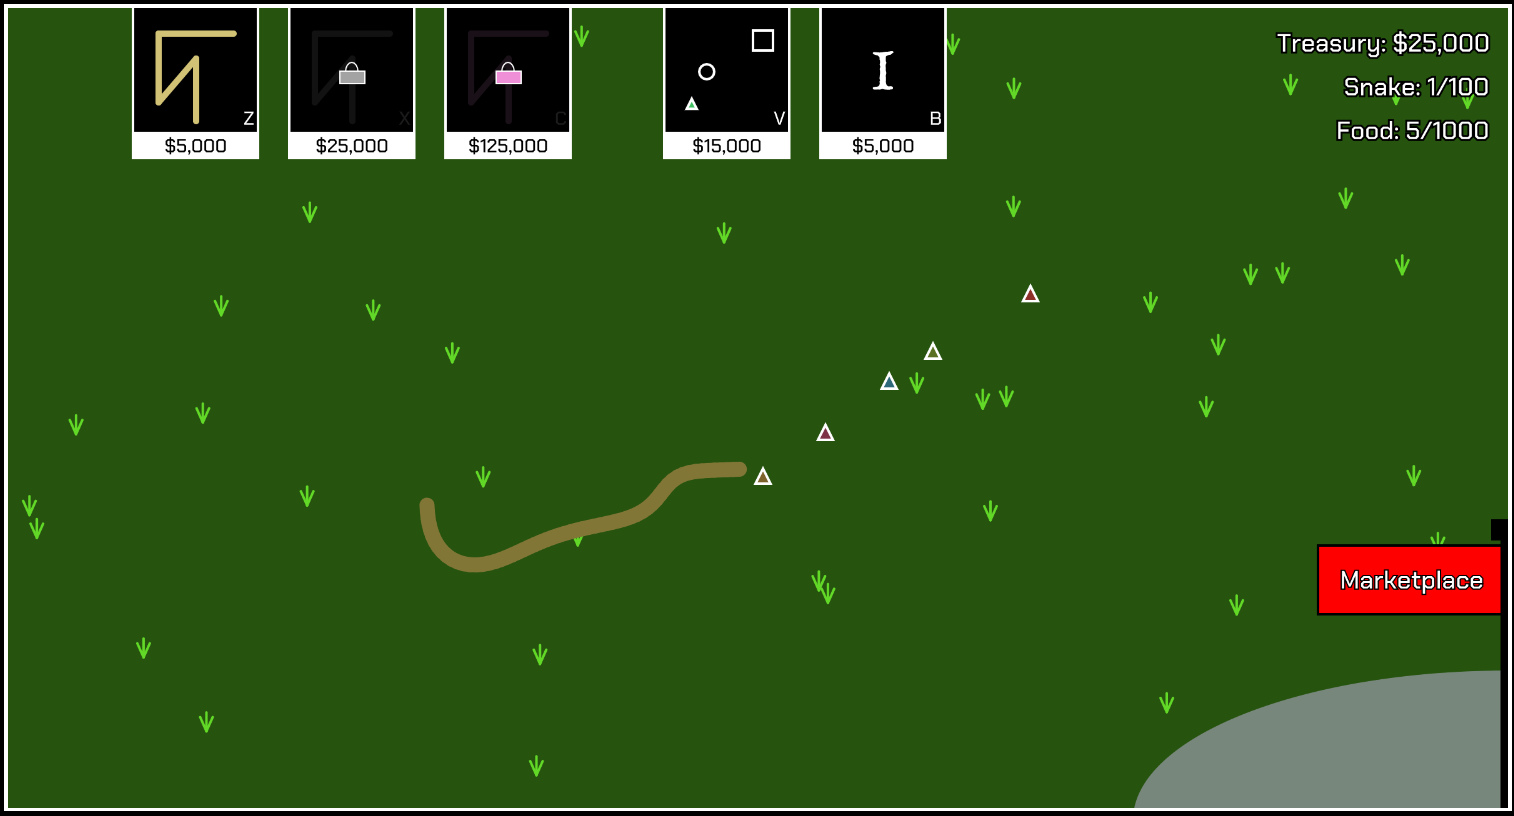 Z
$5,000
X
$25,000
C
$125,000
V
$15,000
I
B
$5,000
Treasury: $25,000
Snake: 1/100
Food: 5/1000
Marketplace